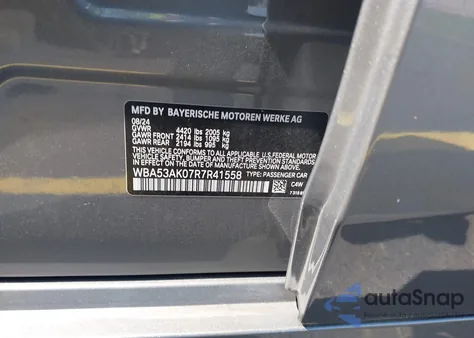 MFD BY BAYERISCHE MOTOREN WERKE AG
08/24
GVWR 4420 lbs 2005 kg
GAWR FRONT 2414 lbs 1095 kg
GAWR REAR 2194 lbs 995 kg
THIS VEHICLE CONFORMS TO ALL APPLICABLE U.S.FEDERAL MOTOR
VEHICLE SAFETY, BUMPER AND THEFT PREVENTION STANDARDS
IN EFFECT ON THE DATE OF MANUFACTURE SHOWN ABOVE.
WBA53AK07R7R41558 TYPE: PASSENGER CAR
C4W
autaSnap